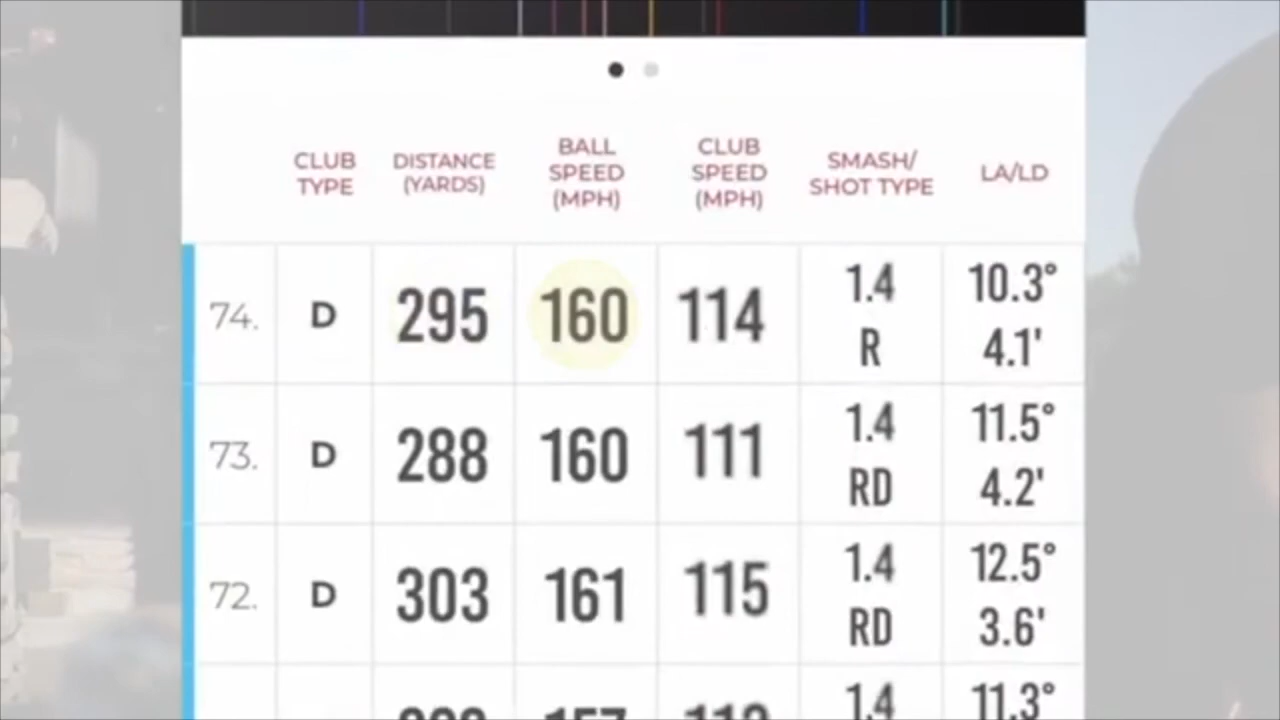 CLUB TYPE
DISTANCE (YARDS)
BALL SPEED (MPH)
CLUB SPEED (MPH)
SMASH/ SHOT TYPE
LA/LD
74. D 295 160 114 1.4 R 10.3° 4.1'
73. D 288 160 111 1.4 RD 11.5° 4.2'
72. D 303 161 115 1.4 RD 12.5° 3.6'
1.4 11.3°